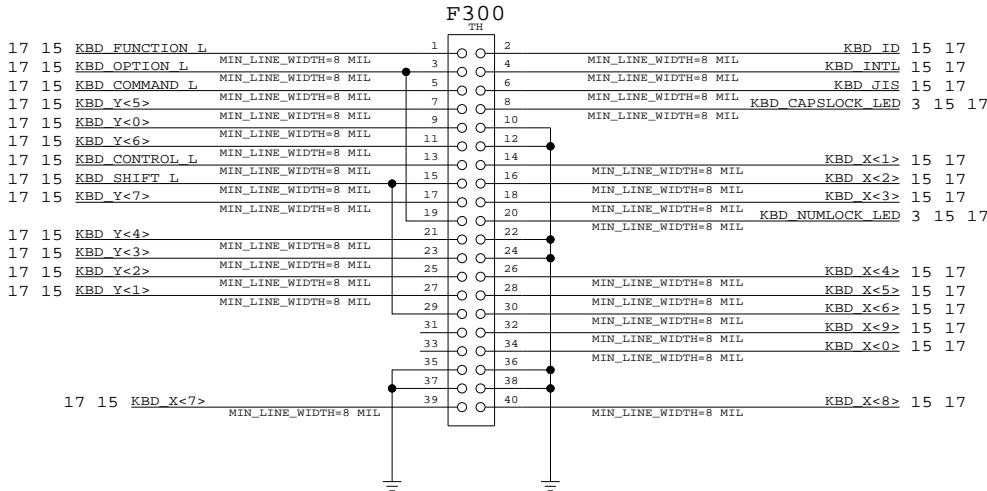 F300
TH
17 15 KBD_FUNCTION_L 1 2 KBD_ID 15 17
MIN_LINE_WIDTH=8 MIL MIN_LINE_WIDTH=8 MIL
17 15 KBD_OPTION_L 3 4 KBD_INTL 15 17
MIN_LINE_WIDTH=8 MIL MIN_LINE_WIDTH=8 MIL
17 15 KBD_COMMAND_L 5 6 KBD_JIS 15 17
MIN_LINE_WIDTH=8 MIL MIN_LINE_WIDTH=8 MIL
17 15 KBD_Y<5> 7 8 KBD_CAPSLOCK_LED 3 15 17
MIN_LINE_WIDTH=8 MIL MIN_LINE_WIDTH=8 MIL
17 15 KBD_Y<0> 9 10
MIN_LINE_WIDTH=8 MIL
17 15 KBD_Y<6> 11 12
MIN_LINE_WIDTH=8 MIL
17 15 KBD_CONTROL_L 13 14 KBD_X<1> 15 17
MIN_LINE_WIDTH=8 MIL MIN_LINE_WIDTH=8 MIL
17 15 KBD_SHIFT_L 15 16 KBD_X<2> 15 17
MIN_LINE_WIDTH=8 MIL MIN_LINE_WIDTH=8 MIL
17 15 KBD_Y<7> 17 18 KBD_X<3> 15 17
MIN_LINE_WIDTH=8 MIL MIN_LINE_WIDTH=8 MIL
19 20 KBD_NUMLOCK_LED 3 15 17
MIN_LINE_WIDTH=8 MIL
17 15 KBD_Y<4> 21 22
MIN_LINE_WIDTH=8 MIL
17 15 KBD_Y<3> 23 24
MIN_LINE_WIDTH=8 MIL
17 15 KBD_Y<2> 25 26 KBD_X<4> 15 17
MIN_LINE_WIDTH=8 MIL MIN_LINE_WIDTH=8 MIL
17 15 KBD_Y<1> 27 28 KBD_X<5> 15 17
MIN_LINE_WIDTH=8 MIL MIN_LINE_WIDTH=8 MIL
29 30 KBD_X<6> 15 17
MIN_LINE_WIDTH=8 MIL
31 32 KBD_X<9> 15 17
MIN_LINE_WIDTH=8 MIL
33 34 KBD_X<0> 15 17
MIN_LINE_WIDTH=8 MIL
35 36
37 38
17 15 KBD_X<7> 39 40 KBD_X<8> 15 17
MIN_LINE_WIDTH=8 MIL MIN_LINE_WIDTH=8 MIL